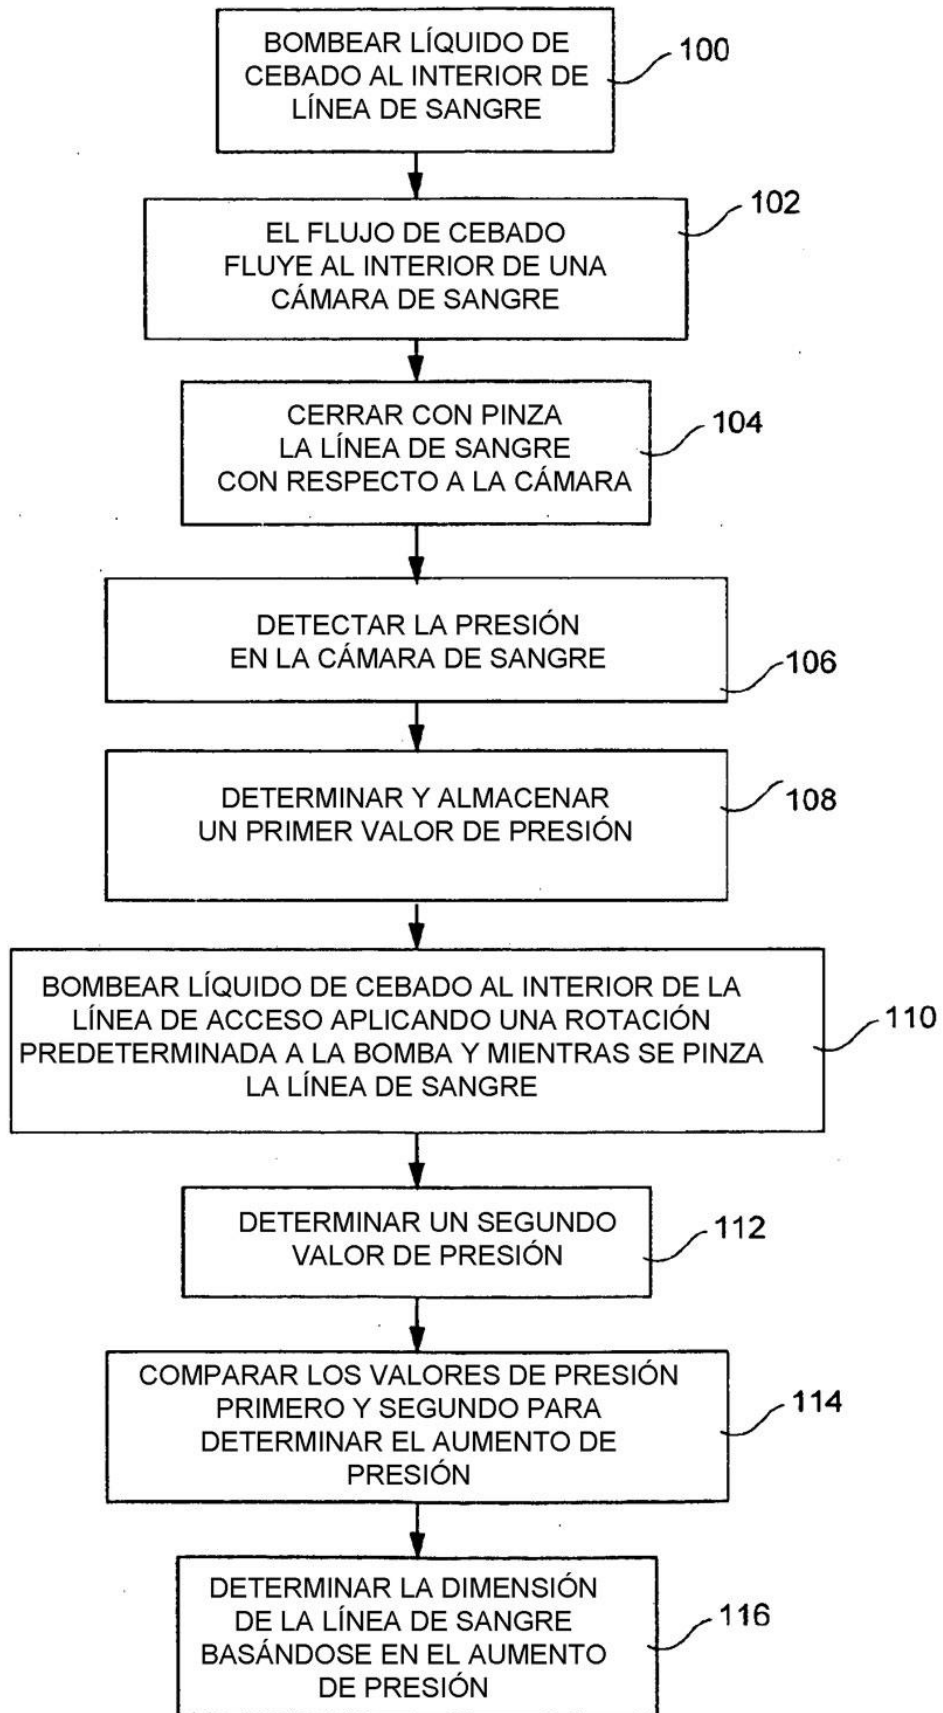 BOMBEAR LÍQUIDO DE
CEBADO AL INTERIOR DE
LÍNEA DE SANGRE
100
EL FLUJO DE CEBADO
FLUYE AL INTERIOR DE UNA
CÁMARA DE SANGRE
102
CERRAR CON PINZA
LA LÍNEA DE SANGRE
CON RESPECTO A LA CÁMARA
104
DETECTAR LA PRESIÓN
EN LA CÁMARA DE SANGRE
106
DETERMINAR Y ALMACENAR
UN PRIMER VALOR DE PRESIÓN
108
BOMBEAR LÍQUIDO DE CEBADO AL INTERIOR DE LA
LÍNEA DE ACCESO APLICANDO UNA ROTACIÓN
PREDETERMINADA A LA BOMBA Y MIENTRAS SE PINZA
LA LÍNEA DE SANGRE
110
DETERMINAR UN SEGUNDO
VALOR DE PRESIÓN
112
COMPARAR LOS VALORES DE PRESIÓN
PRIMERO Y SEGUNDO PARA
DETERMINAR EL AUMENTO DE
PRESIÓN
114
DETERMINAR LA DIMENSIÓN
DE LA LÍNEA DE SANGRE
BASÁNDOSE EN EL AUMENTO
DE PRESIÓN
116